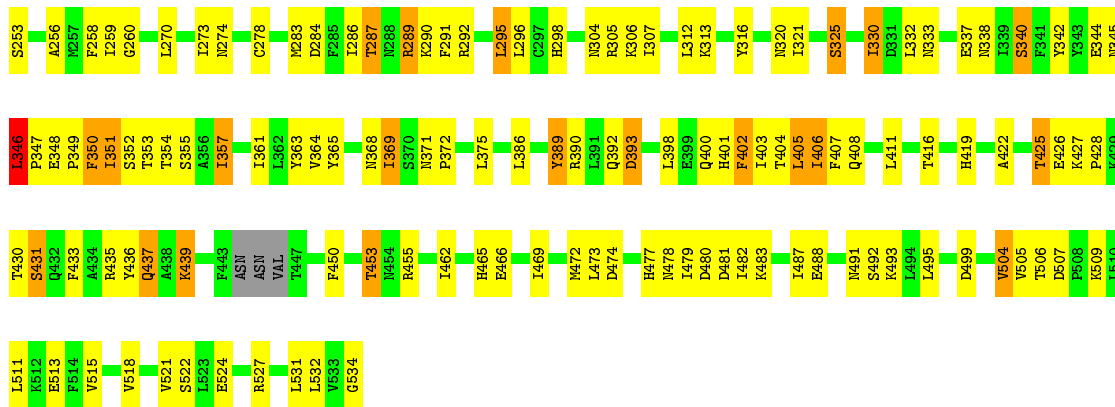 S253 A256 M257 F258 I259 G260 L270 I273 N274 C278 M283 D284 F285 I286 T287 N288 R289 K290 F291 R292 L295 L296 C297 H298 N304 R305 K306 I307 L312 K313 Y316 N320 I321 S325 I330 D331 L332 N333 E337 N338 I339 S340 F341 Y342 Y343 E344 N345
L346 P347 E348 P349 F350 I351 S352 T353 T354 S355 A356 I357 I361 L362 Y363 V364 Y365 N368 I369 S370 N371 P372 L375 L386 Y389 R390 L391 Q392 D393 L398 E399 Q400 H401 F402 I403 T404 L405 I406 F407 Q408 L411 T416 H419 A422 T425 E426 K427 P428 K429
T430 S431 Q432 F433 A434 R435 Y436 Q437 A438 K439 F443 ASN ASN VAL T447 F450 T453 N454 R455 I462 H465 E466 I469 M472 L473 D474 H477 N478 I479 D480 D481 I482 K483 I487 E488 N491 S492 K493 L494 L495 D499 V504 V505 T506 D507 P508 K509 I510
L511 K512 E513 F514 V515 V518 V521 S522 L523 E524 R527 L531 L532 V533 G534